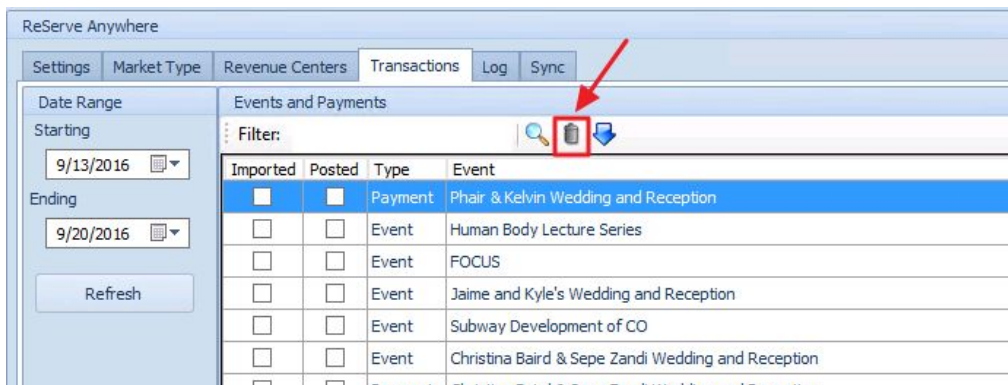 ReServe Anywhere
Settings Market Type Revenue Centers Transactions Log Sync
Date Range
Starting
9/13/2016
Ending
9/20/2016
Refresh
Events and Payments
Filter:
Imported Posted Type Event
Payment Phair & Kelvin Wedding and Reception
Event Human Body Lecture Series
Event FOCUS
Event Jaime and Kyle's Wedding and Reception
Event Subway Development of CO
Event Christina Baird & Sepe Zandi Wedding and Reception